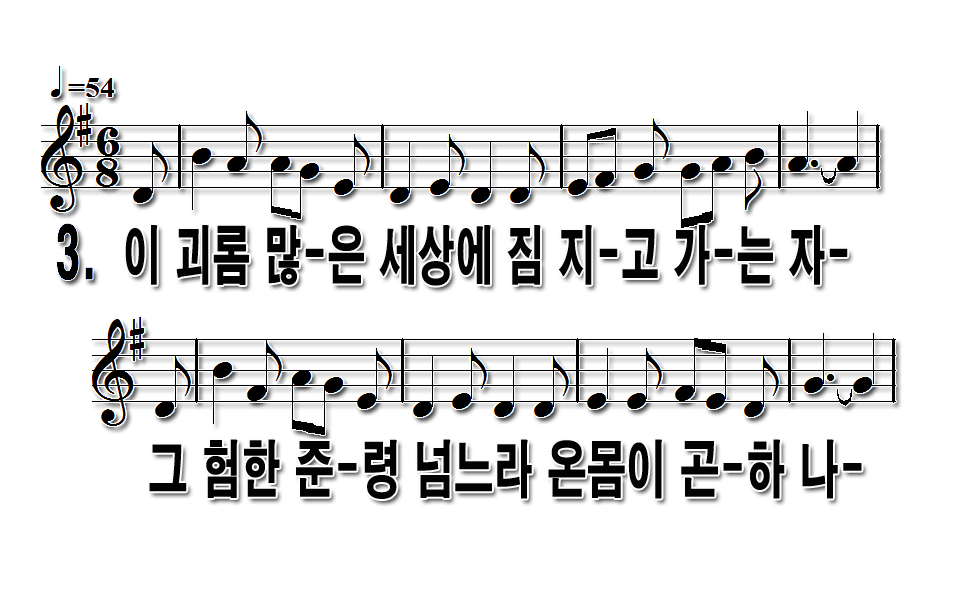 ♩=54
6
8
3. 이 괴롬 많-은 세상에 짐 지-고 가-는 자-
그 험한 준-령 넘느라 온몸이 곤-하 나-